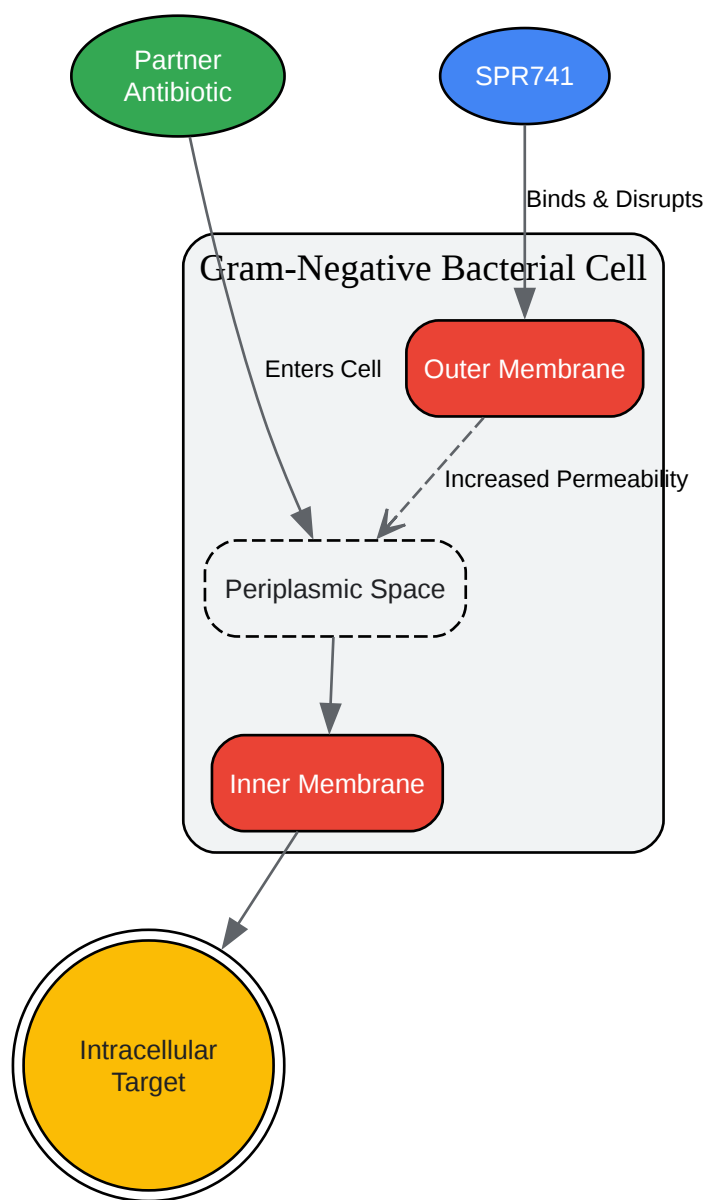 Partner
Antibiotic
SPR741
Binds & Disrupts
Gram-Negative Bacterial Cell
Enters Cell
Outer Membrane
Increased Permeability
Periplasmic Space
Inner Membrane
Intracellular
Target